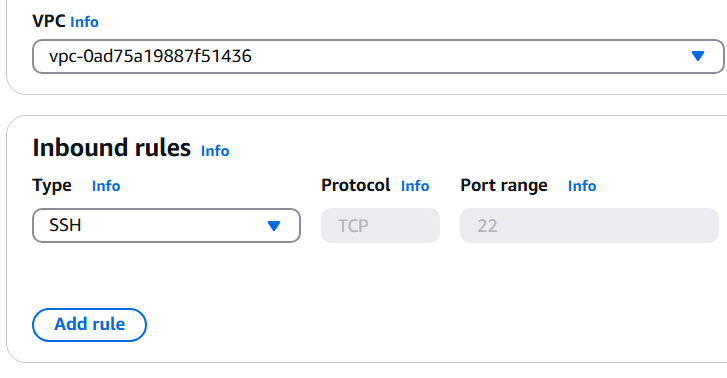 VPC Info
vpc-0ad75a19887f51436
Inbound rules Info
Type Info Protocol Info Port range Info
SSH TCP 22
Add rule